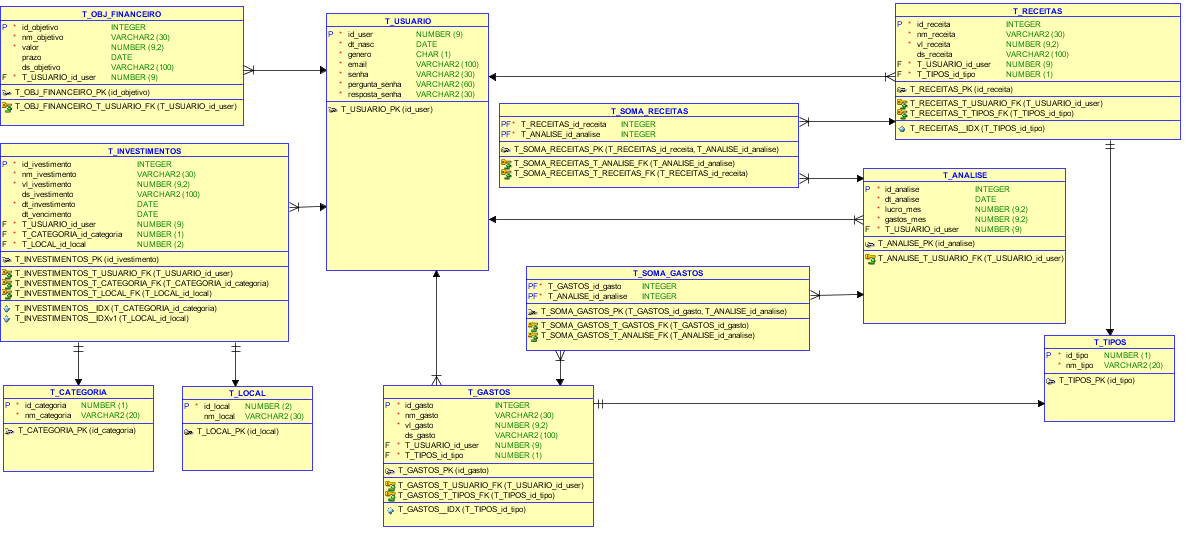 T_OBJ_FINANCEIRO
P * id_objetivo INTEGER
* nm_objetivo VARCHAR2 (30)
* valor NUMBER (9,2)
prazo DATE
ds_objetivo VARCHAR2 (100)
F * T_USUARIO_id_user NUMBER (9)
T_OBJ_FINANCEIRO_PK (id_objetivo)
T_OBJ_FINANCEIRO_T_USUARIO_FK (T_USUARIO_id_user)
T_USUARIO
P * id_user NUMBER (9)
* dt_nasc DATE
* genero CHAR (1)
* email VARCHAR2 (100)
* senha VARCHAR2 (30)
* pergunta_senha VARCHAR2 (60)
* resposta_senha VARCHAR2 (30)
T_USUARIO_PK (id_user)
T_RECEITAS
P * id_receita INTEGER
* nm_receita VARCHAR2 (30)
* vl_receita NUMBER (9,2)
ds_receita VARCHAR2 (100)
F * T_USUARIO_id_user NUMBER (9)
F * T_TIPOS_id_tipo NUMBER (1)
T_RECEITAS_PK (id_receita)
T_RECEITAS_T_USUARIO_FK (T_USUARIO_id_user)
T_RECEITAS_T_TIPOS_FK (T_TIPOS_id_tipo)
T_RECEITAS__IDX (T_TIPOS_id_tipo)
T_SOMA_RECEITAS
PF* T_RECEITAS_id_receita INTEGER
PF* T_ANALISE_id_analise INTEGER
T_SOMA_RECEITAS_PK (T_RECEITAS_id_receita, T_ANALISE_id_analise)
T_SOMA_RECEITAS_T_ANALISE_FK (T_ANALISE_id_analise)
T_SOMA_RECEITAS_T_RECEITAS_FK (T_RECEITAS_id_receita)
T_INVESTIMENTOS
P * id_ivestimento INTEGER
* nm_ivestimento VARCHAR2 (30)
* vl_ivestimento NUMBER (9,2)
ds_ivestimento VARCHAR2 (100)
* dt_investimento DATE
dt_vencimento DATE
F * T_USUARIO_id_user NUMBER (9)
F * T_CATEGORIA_id_categoria NUMBER (1)
F * T_LOCAL_id_local NUMBER (2)
T_INVESTIMENTOS_PK (id_ivestimento)
T_INVESTIMENTOS_T_USUARIO_FK (T_USUARIO_id_user)
T_INVESTIMENTOS_T_CATEGORIA_FK (T_CATEGORIA_id_categoria)
T_INVESTIMENTOS_T_LOCAL_FK (T_LOCAL_id_local)
T_INVESTIMENTOS__IDX (T_CATEGORIA_id_categoria)
T_INVESTIMENTOS__IDXv1 (T_LOCAL_id_local)
T_ANALISE
P * id_analise INTEGER
* dt_analise DATE
* lucro_mes NUMBER (9,2)
* gastos_mes NUMBER (9,2)
F * T_USUARIO_id_user NUMBER (9)
T_ANALISE_PK (id_analise)
T_ANALISE_T_USUARIO_FK (T_USUARIO_id_user)
T_SOMA_GASTOS
PF* T_GASTOS_id_gasto INTEGER
PF* T_ANALISE_id_analise INTEGER
T_SOMA_GASTOS_PK (T_GASTOS_id_gasto, T_ANALISE_id_analise)
T_SOMA_GASTOS_T_GASTOS_FK (T_GASTOS_id_gasto)
T_SOMA_GASTOS_T_ANALISE_FK (T_ANALISE_id_analise)
T_TIPOS
P * id_tipo NUMBER (1)
* nm_tipo VARCHAR2 (20)
T_TIPOS_PK (id_tipo)
T_CATEGORIA
P * id_categoria NUMBER (1)
* nm_categoria VARCHAR2 (20)
T_CATEGORIA_PK (id_categoria)
T_LOCAL
P * id_local NUMBER (2)
nm_local VARCHAR2 (30)
T_LOCAL_PK (id_local)
T_GASTOS
P * id_gasto INTEGER
* nm_gasto VARCHAR2 (30)
* vl_gasto NUMBER (9,2)
ds_gasto VARCHAR2 (100)
F * T_USUARIO_id_user NUMBER (9)
F * T_TIPOS_id_tipo NUMBER (1)
T_GASTOS_PK (id_gasto)
T_GASTOS_T_USUARIO_FK (T_USUARIO_id_user)
T_GASTOS_T_TIPOS_FK (T_TIPOS_id_tipo)
T_GASTOS__IDX (T_TIPOS_id_tipo)